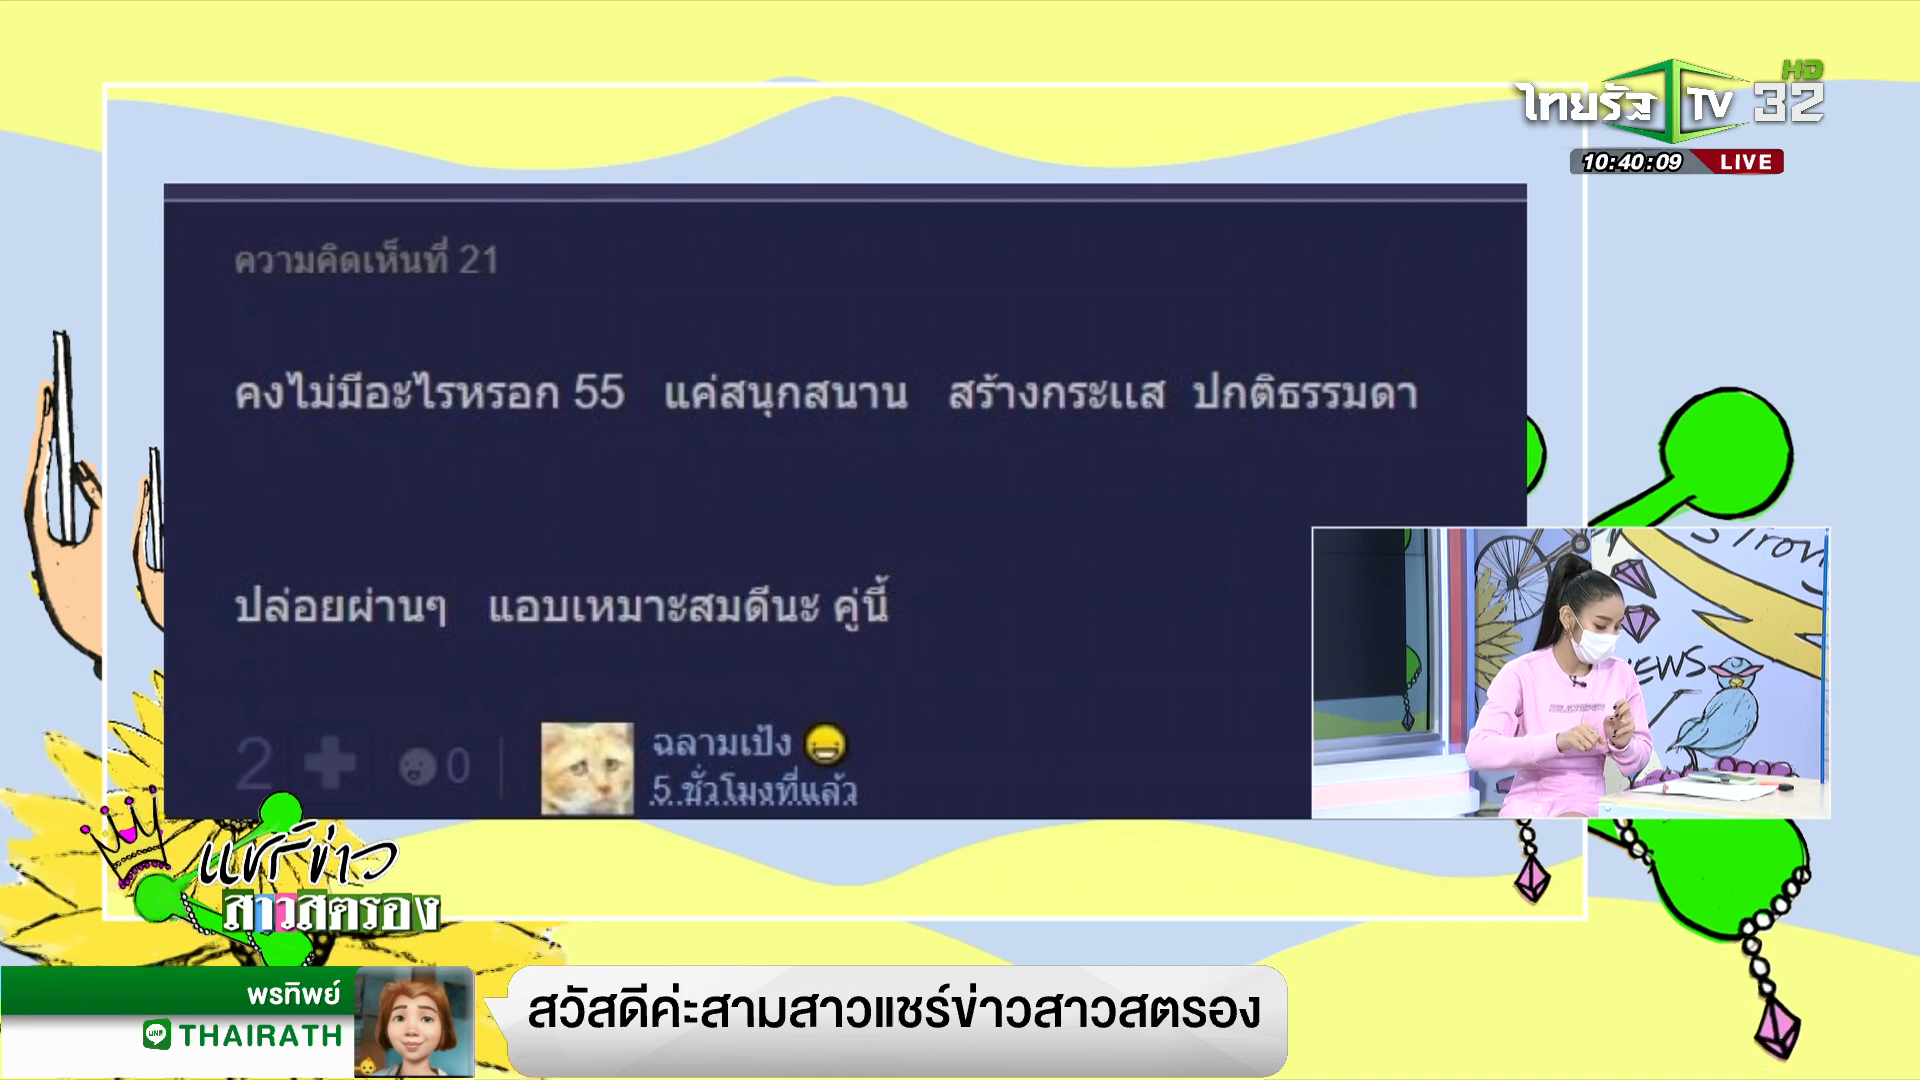 HD
ไทยรัฐ TV 32
10:40:09 LIVE
ความคิดเห็นที่ 21
คงไม่มีอะไรหรอก 55 แค่สนุกสนาน สร้างกระแส ปกติธรรมดา
ปล่อยผ่านๆ แอบเหมาะสมดีนะ คู่นี้
2 0
ฉลามเป้ง
5 ชั่วโมงที่แล้ว
NEWS
แชร์ข่าว
สาวสตรอง
พรทิพย์
LINE THAIRATH
สวัสดีค่ะสามสาวแชร์ข่าวสาวสตรอง